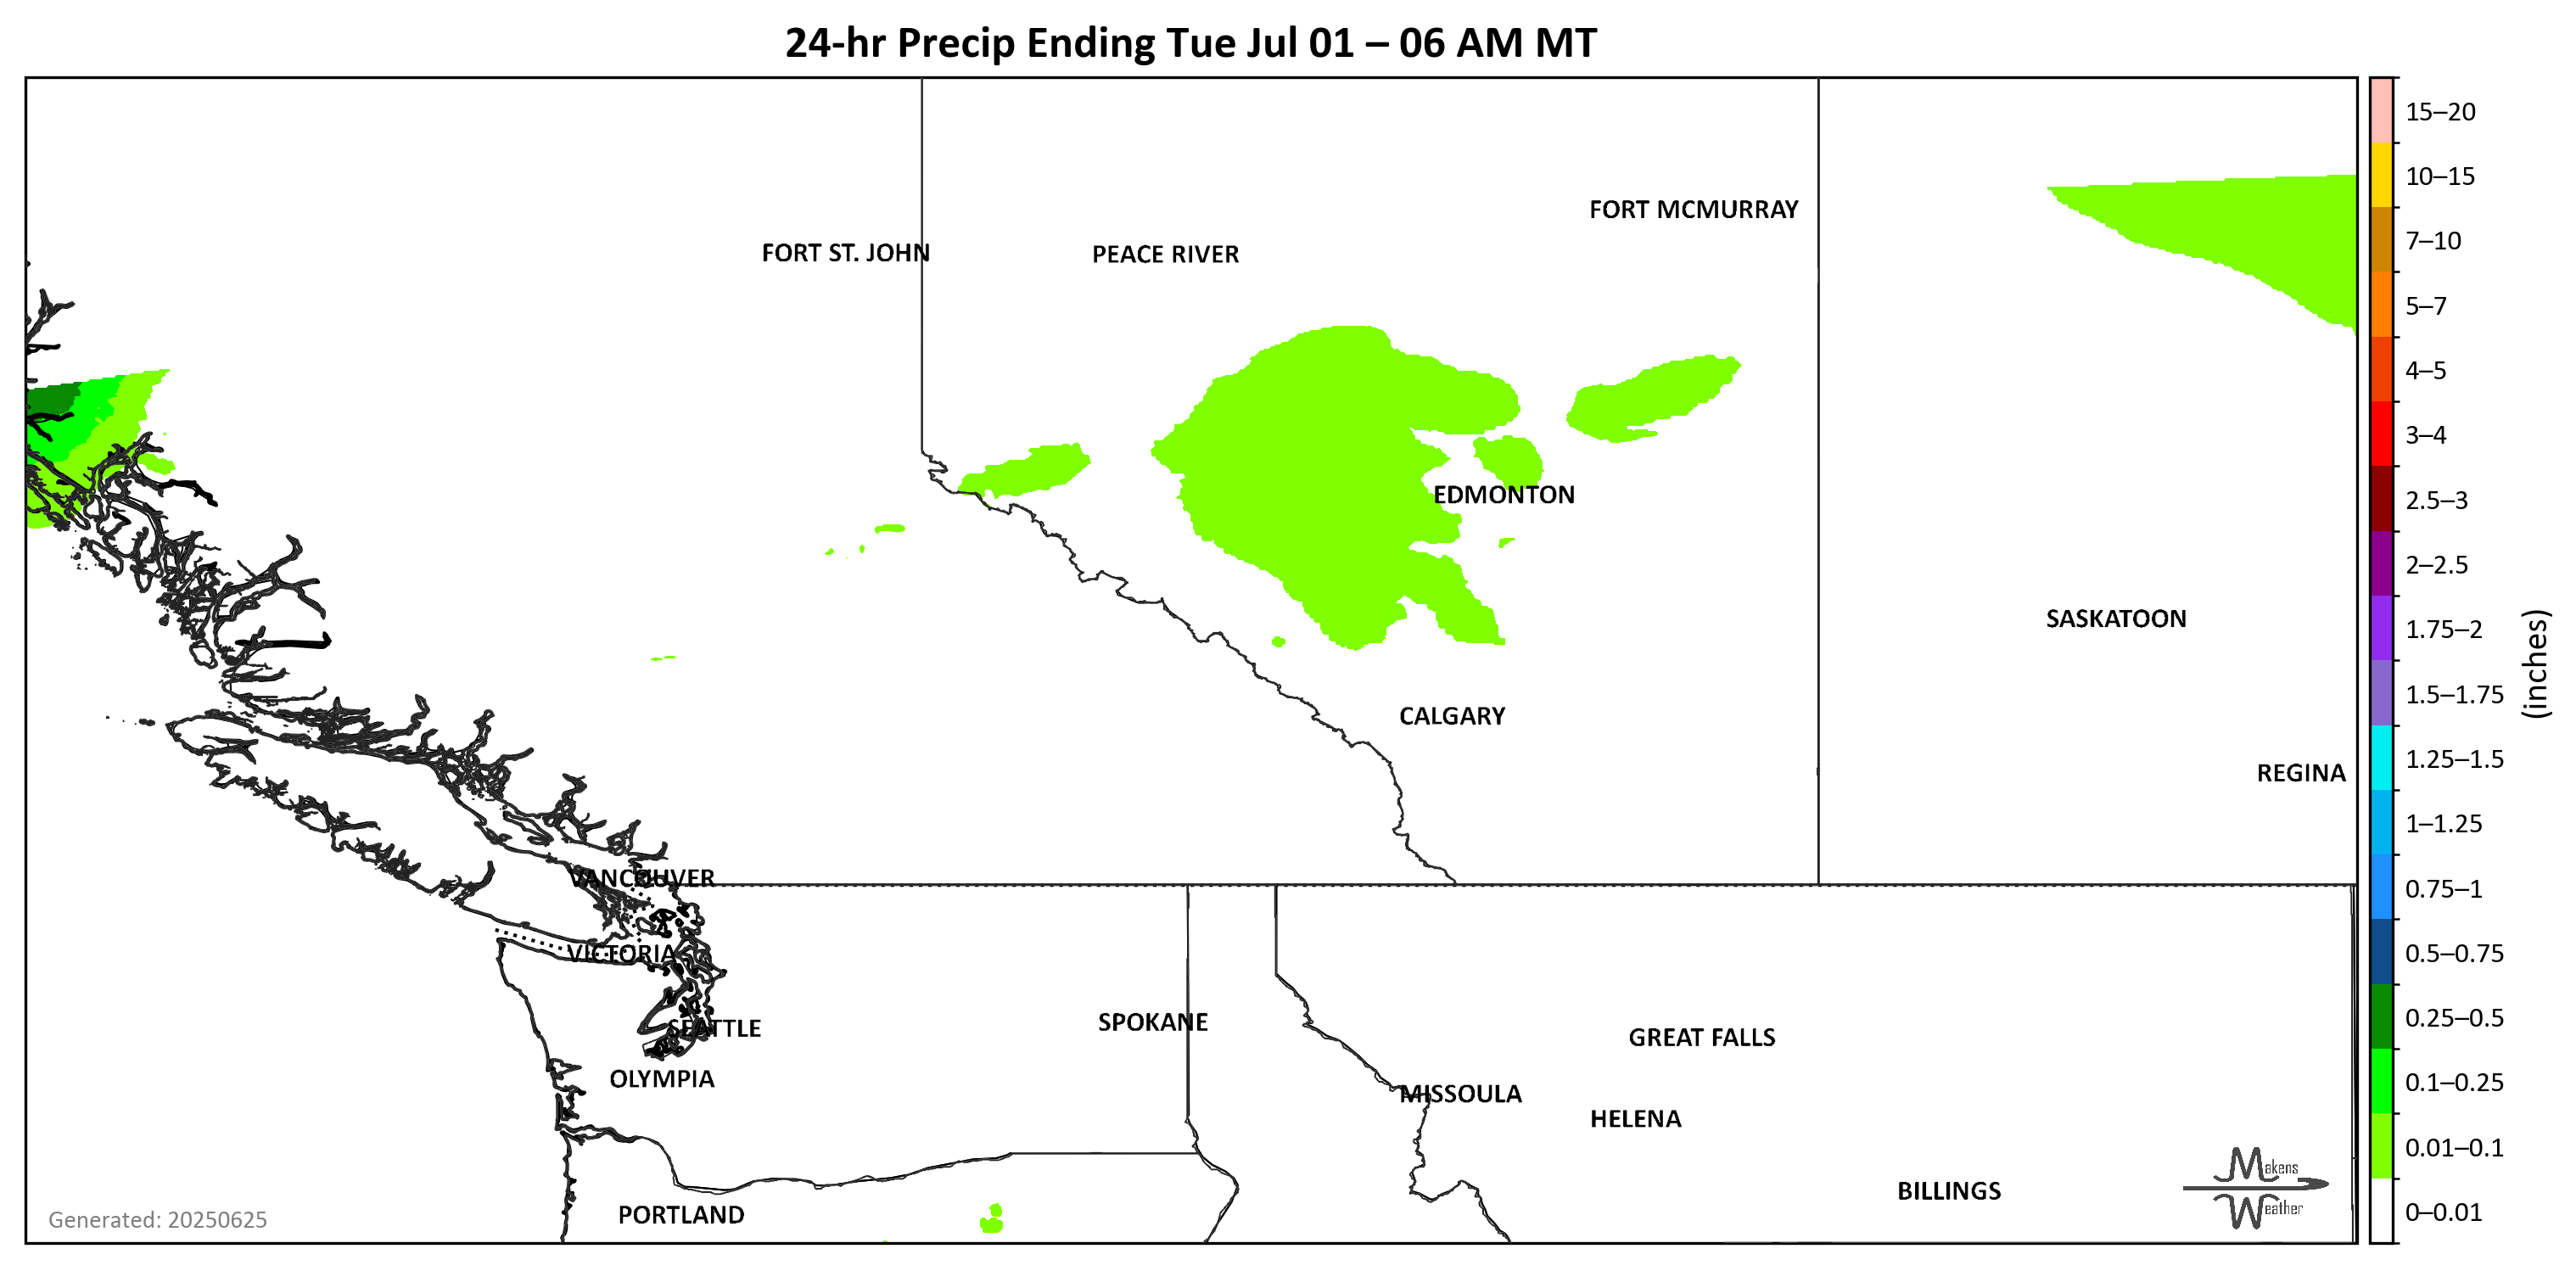 24-hr Precip Ending Tue Jul 01 – 06 AM MT
FORT MCMURRAY
FORT ST. JOHN
PEACE RIVER
EDMONTON
SASKATOON
CALGARY
REGINA
VANCOUVER
VICTORIA
SPOKANE
SEATTLE
GREAT FALLS
OLYMPIA
MISSOULA
HELENA
BILLINGS
PORTLAND
Generated: 20250625
Makens
Weather
15–20
10–15
7–10
5–7
4–5
3–4
2.5–3
2–2.5
1.75–2
1.5–1.75
1.25–1.5
1–1.25
0.75–1
0.5–0.75
0.25–0.5
0.1–0.25
0.01–0.1
0–0.01
(inches)